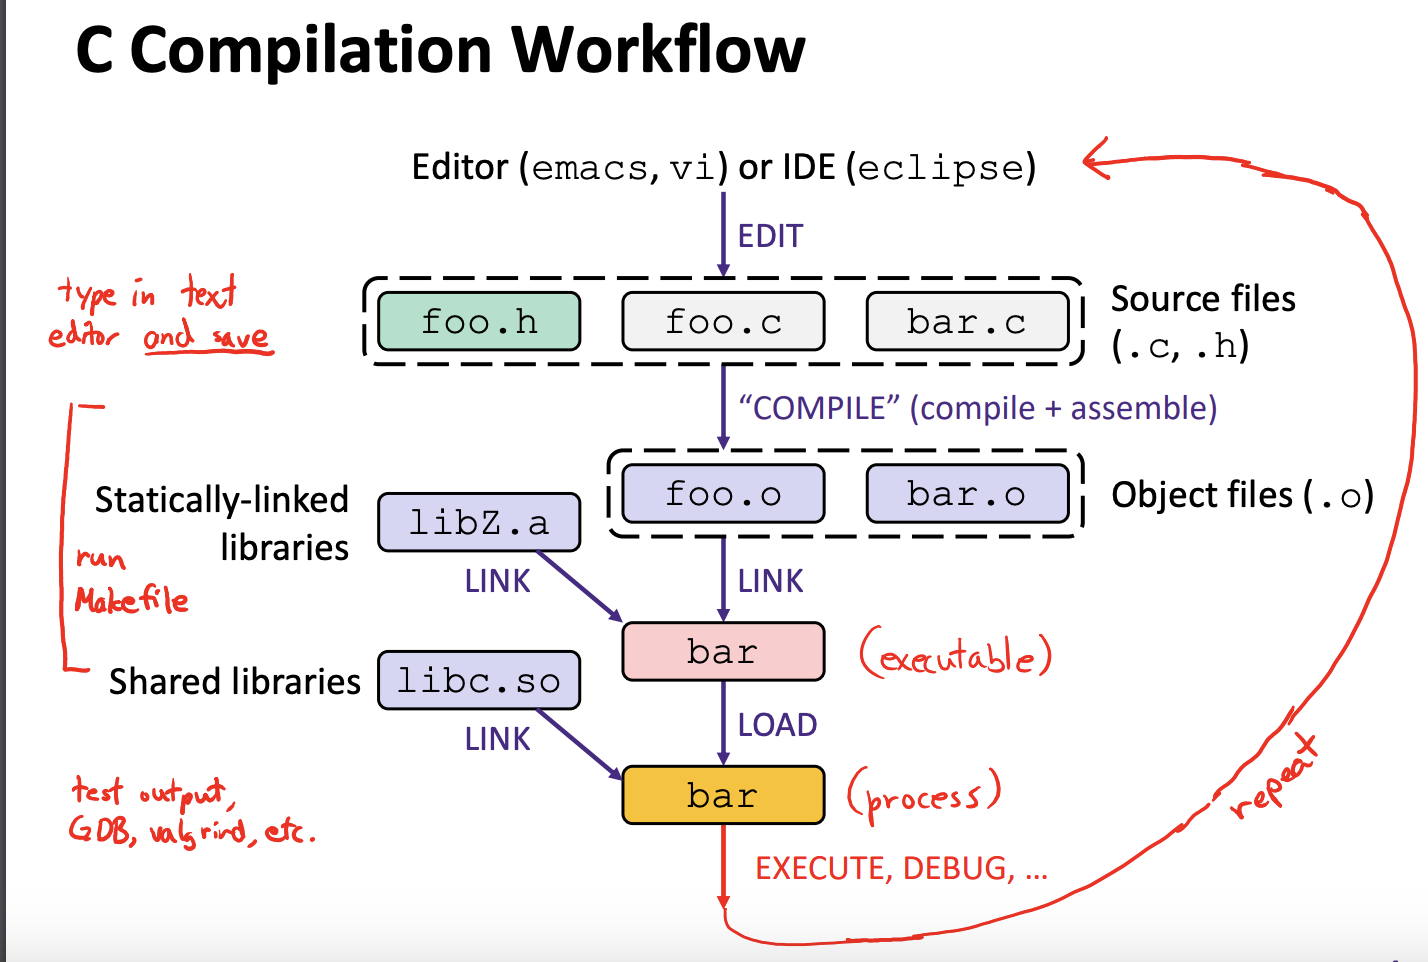 C Compilation Workflow
Editor (emacs, vi) or IDE (eclipse)
EDIT
type in text
editor and save
foo.h
foo.c
bar.c
Source files
(.c, .h)
“COMPILE” (compile + assemble)
Statically-linked
libraries
libZ.a
foo.o
bar.o
Object files (.o)
run
Makefile
LINK
LINK
bar
(executable)
Shared libraries
libc.so
LINK
LOAD
test output,
GDB, valgrind, etc.
bar
(process)
repeat
EXECUTE, DEBUG, ...